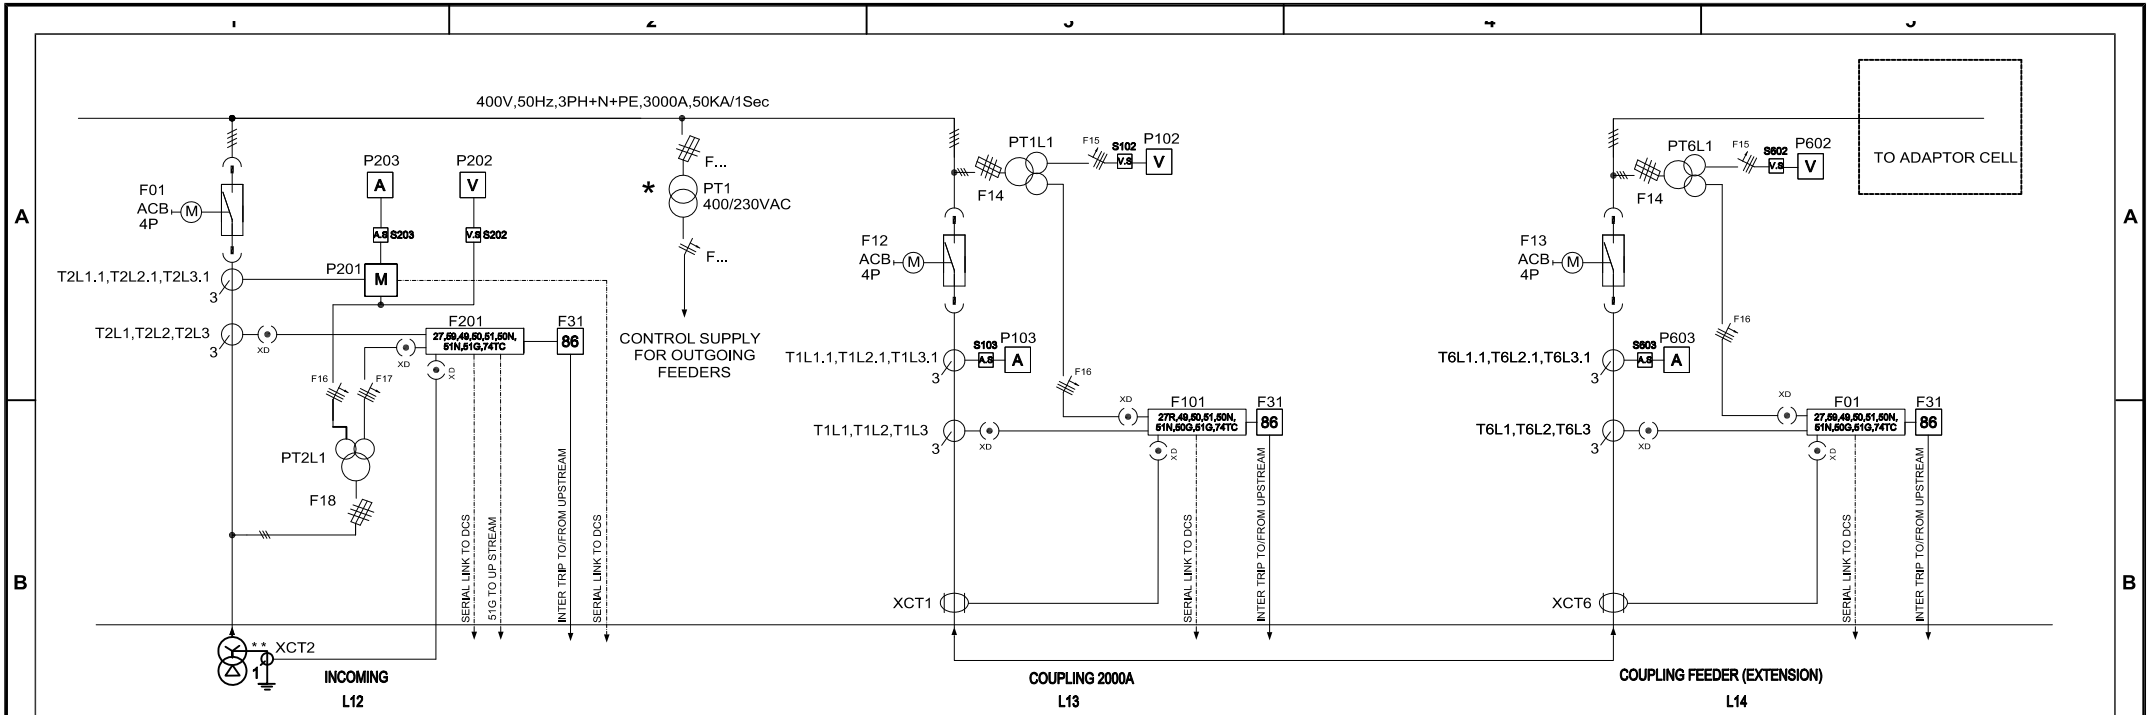 400V,50Hz,3PH+N+PE,3000A,50KA/1Sec
A
A
B
B
F01
ACB
4P
M
P203
A
A.S S203
P202
V
V.S S202
P201
M
T2L1.1,T2L2.1,T2L3.1
3
T2L1,T2L2,T2L3
3
XD
F201
27,59,49,50,51,50N,
51N,51G,74TC
F31
86
XD
XD
F16
F17
PT2L1
F18
SERIAL LINK TO DCS
51G TO UP STREAM
INTER TRIP TO/FROM UPSTREAM
SERIAL LINK TO DCS
* *
XCT2
1
INCOMING
L12
F...
*
PT1
400/230VAC
F...
CONTROL SUPPLY
FOR OUTGOING
FEEDERS
PT1L1
F14
F15
S102
V.S
P102
V
F12
ACB
4P
M
T1L1.1,T1L2.1,T1L3.1
3
S103
A.S
P103
A
F16
T1L1,T1L2,T1L3
3
XD
XD
F101
27R,49,50,51,50N,
51N,50G,51G,74TC
F31
86
XD
SERIAL LINK TO DCS
INTER TRIP TO/FROM UPSTREAM
XCT1
COUPLING 2000A
L13
TO ADAPTOR CELL
PT6L1
F14
F15
S602
V.S
P602
V
F13
ACB
4P
M
T6L1.1,T6L2.1,T6L3.1
3
S603
A.S
P603
A
F16
T6L1,T6L2,T6L3
3
XD
XD
F01
27,59,49,50,51,50N,
51N,50G,51G,74TC
F31
86
XD
SERIAL LINK TO DCS
INTER TRIP TO/FROM UPSTREAM
XCT6
COUPLING FEEDER (EXTENSION)
L14